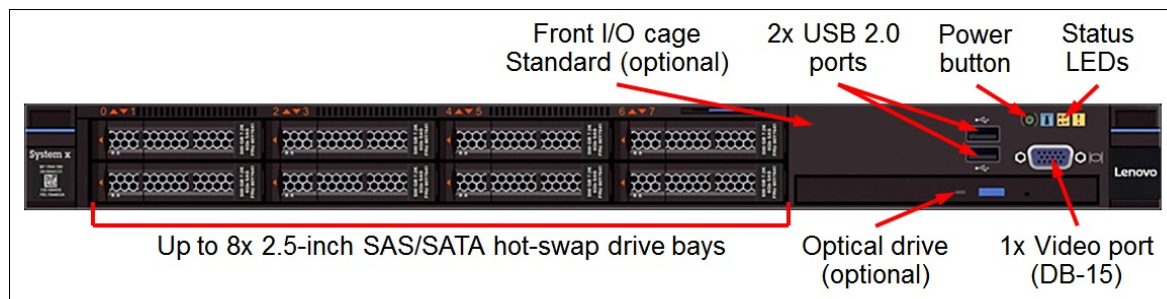 Front I/O cage
Standard (optional)
2x USB 2.0
ports
Power
button
Status
LEDs
0 1
2 3
4 5
6 7
System x
Lenovo
Up to 8x 2.5-inch SAS/SATA hot-swap drive bays
Optical drive
(optional)
1x Video port
(DB-15)